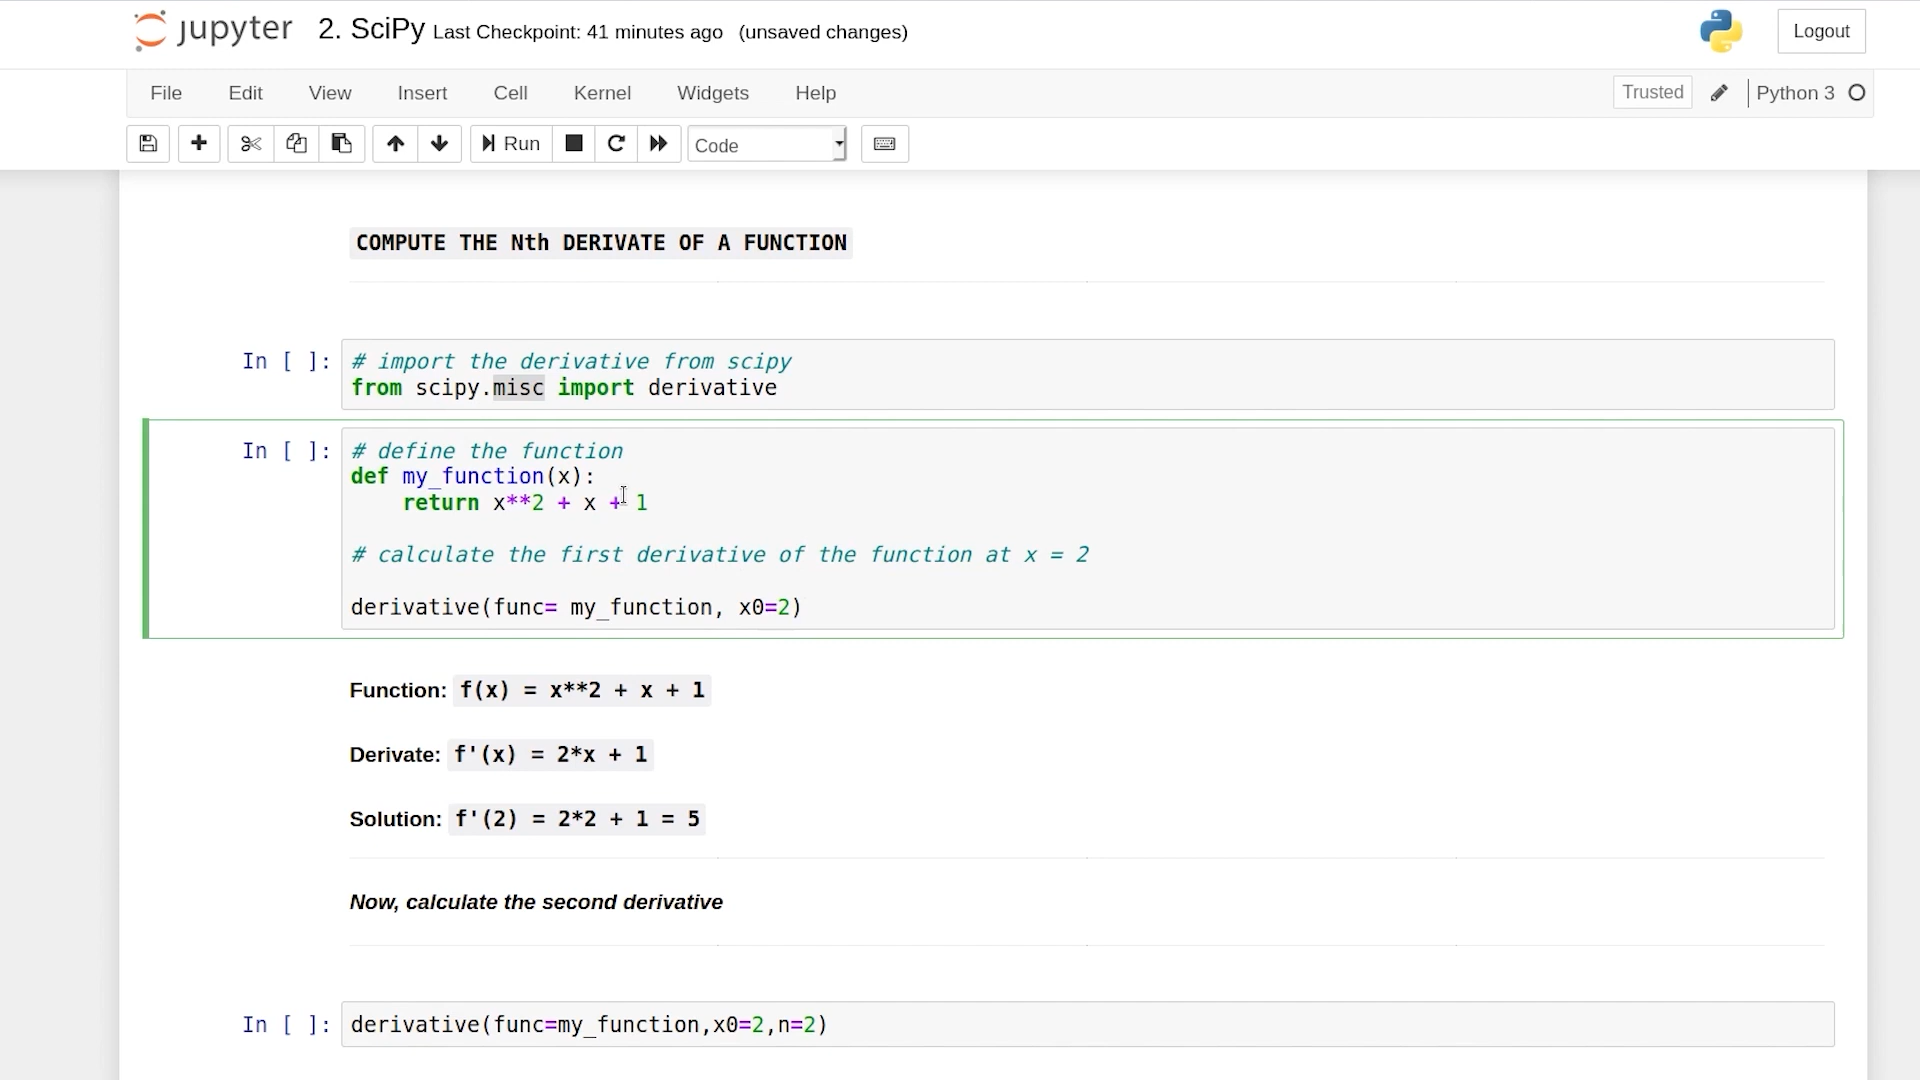 jupyter 2. SciPy Last Checkpoint: 41 minutes ago (unsaved changes) Logout
File Edit View Insert Cell Kernel Widgets Help Trusted Python 3
Run Code
COMPUTE THE Nth DERIVATE OF A FUNCTION
In [ ]: # import the derivative from scipy
from scipy.misc import derivative
In [ ]: # define the function
def my_function(x):
    return x**2 + x + 1
# calculate the first derivative of the function at x = 2
derivative(func= my_function, x0=2)
Function: f(x) = x**2 + x + 1
Derivate: f'(x) = 2*x + 1
Solution: f'(2) = 2*2 + 1 = 5
Now, calculate the second derivative
In [ ]: derivative(func=my_function,x0=2,n=2)